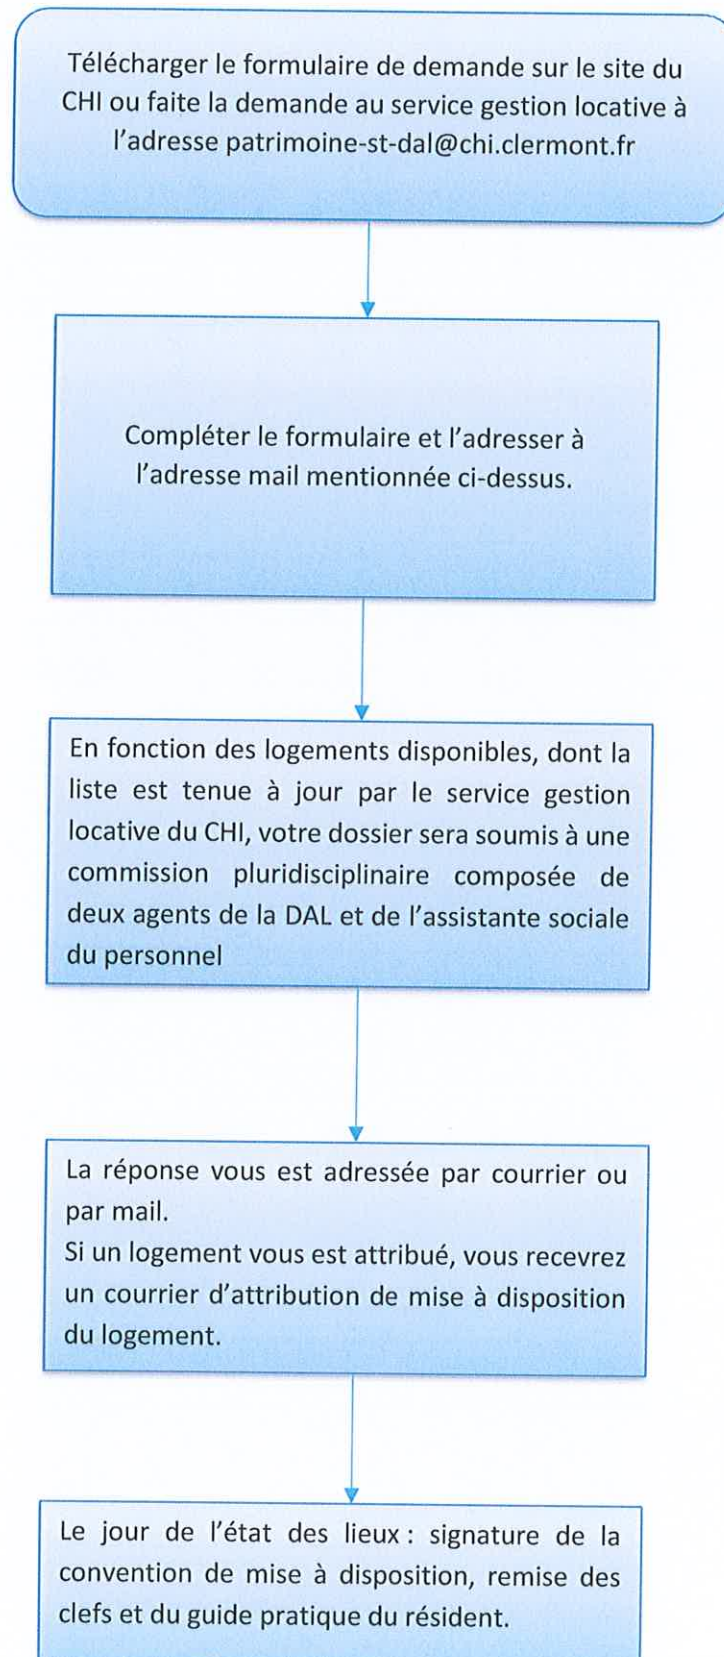 Télécharger le formulaire de demande sur le site du
CHI ou faite la demande au service gestion locative à
l'adresse patrimoine-st-dal@chi.clermont.fr
Compléter le formulaire et l'adresser à
l'adresse mail mentionnée ci-dessus.
En fonction des logements disponibles, dont la
liste est tenue à jour par le service gestion
locative du CHI, votre dossier sera soumis à une
commission pluridisciplinaire composée de
deux agents de la DAL et de l'assistante sociale
du personnel
La réponse vous est adressée par courrier ou
par mail.
Si un logement vous est attribué, vous recevrez
un courrier d'attribution de mise à disposition
du logement.
Le jour de l'état des lieux : signature de la
convention de mise à disposition, remise des
clefs et du guide pratique du résident.